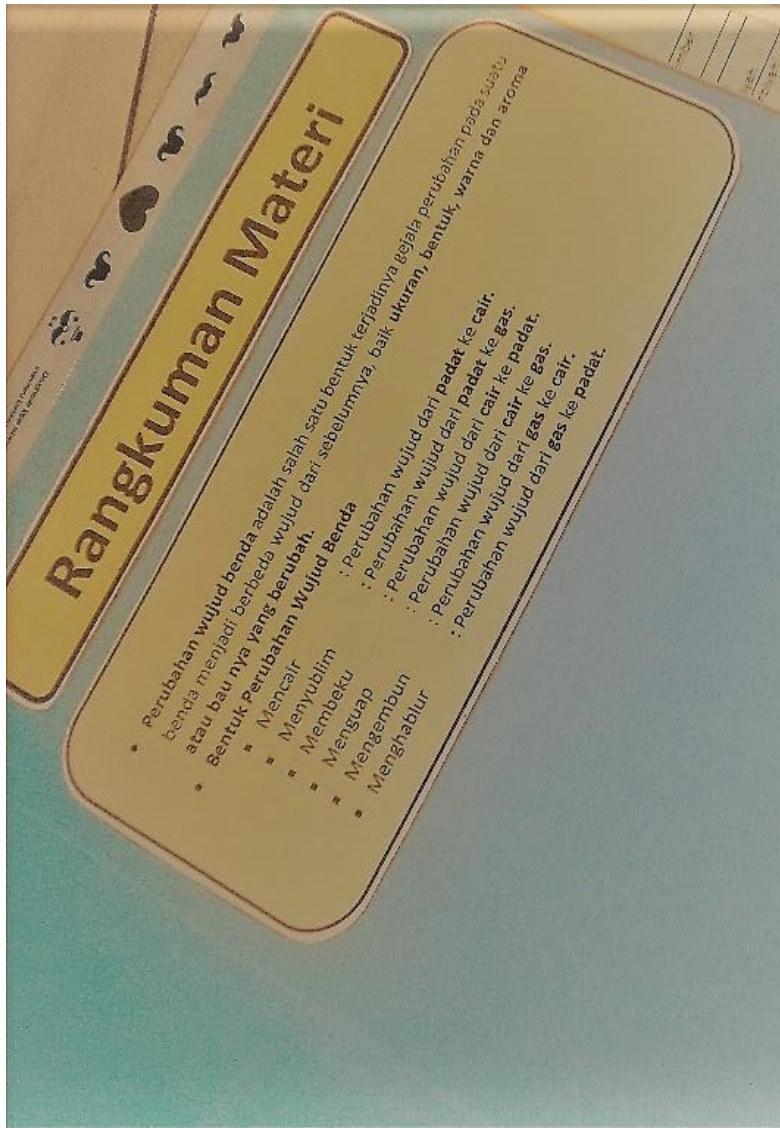 Rangkuman Materi
• Perubahan wujud benda adalah salah satu bentuk terjadinya gejala perubahan pada suatu
benda menjadi berbeda wujud dari sebelumnya, baik ukuran, bentuk, warna dan aroma
atau bau nya yang berubah.
• Bentuk Perubahan Wujud Benda
▪ Mencair : Perubahan wujud dari padat ke cair.
▪ Menyublim : Perubahan wujud dari padat ke gas.
▪ Membeku : Perubahan wujud dari cair ke padat.
▪ Menguap : Perubahan wujud dari cair ke gas.
▪ Mengembun : Perubahan wujud dari gas ke cair.
▪ Menghablur : Perubahan wujud dari gas ke padat.